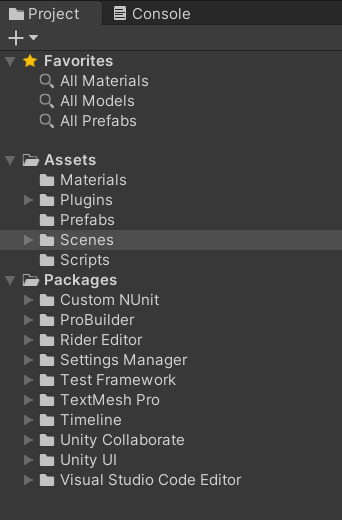 Project Console
Favorites
All Materials
All Models
All Prefabs
Assets
Materials
Plugins
Prefabs
Scenes
Scripts
Packages
Custom NUnit
ProBuilder
Rider Editor
Settings Manager
Test Framework
TextMesh Pro
Timeline
Unity Collaborate
Unity UI
Visual Studio Code Editor